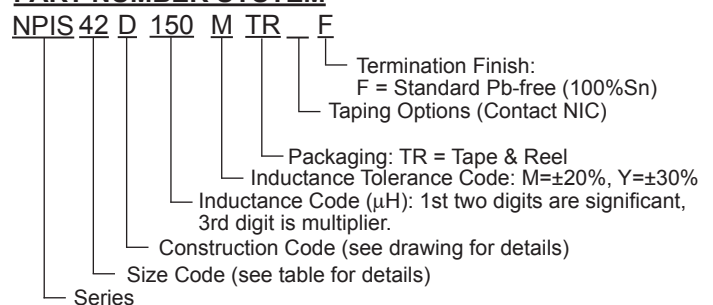 PART NUMBER SYSTEM
NPIS 42 D 150 M TR _ F
Termination Finish:
F = Standard Pb-free (100%Sn)
Taping Options (Contact NIC)
Packaging: TR = Tape & Reel
Inductance Tolerance Code: M=±20%, Y=±30%
Inductance Code (μH): 1st two digits are significant,
3rd digit is multiplier.
Construction Code (see drawing for details)
Size Code (see table for details)
Series